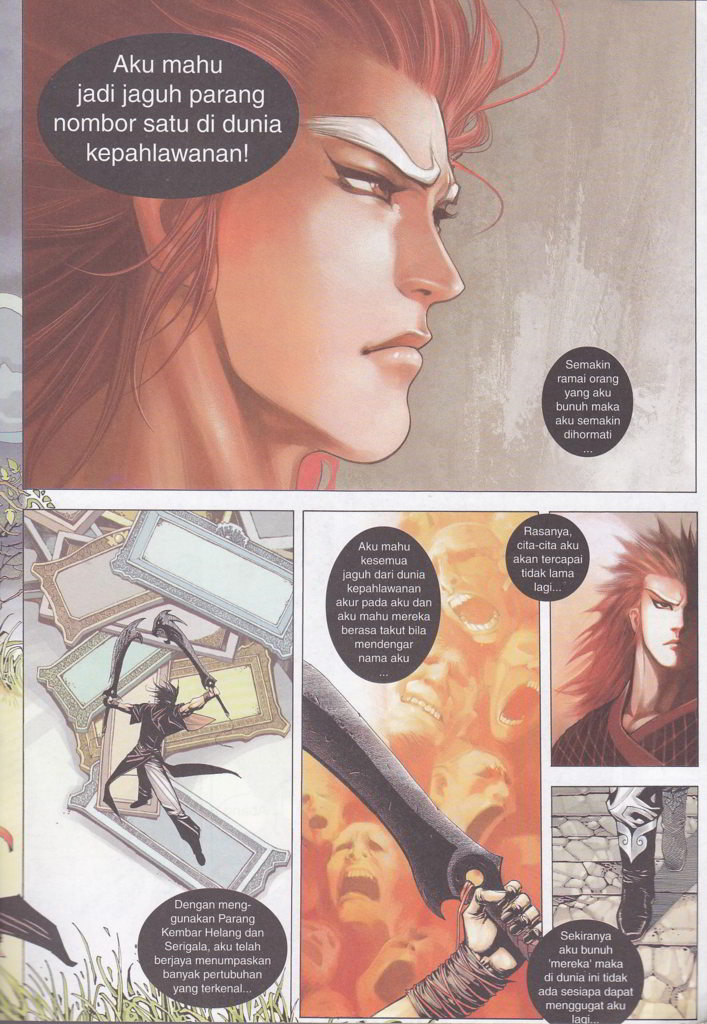 Aku mahu
jadi jaguh parang
nombor satu di dunia
kepahlawanan!
Semakin
ramai orang
yang aku
bunuh maka
aku semakin
dihormati
...
Dengan meng-
gunakan Parang
Kembar Helang dan
Serigala, aku telah
berjaya menumpaskan
banyak pertubuhan
yang terkenal...
Aku mahu
kesemua
jaguh dari dunia
kepahlawanan
akur pada aku dan
aku mahu mereka
berasa takut bila
mendengar
nama aku
...
Rasanya,
cita-cita aku
akan tercapai
tidak lama
lagi...
Sekiranya
aku bunuh
'mereka' maka
di dunia ini tidak
ada sesiapa dapat
menggugat aku
lagi...